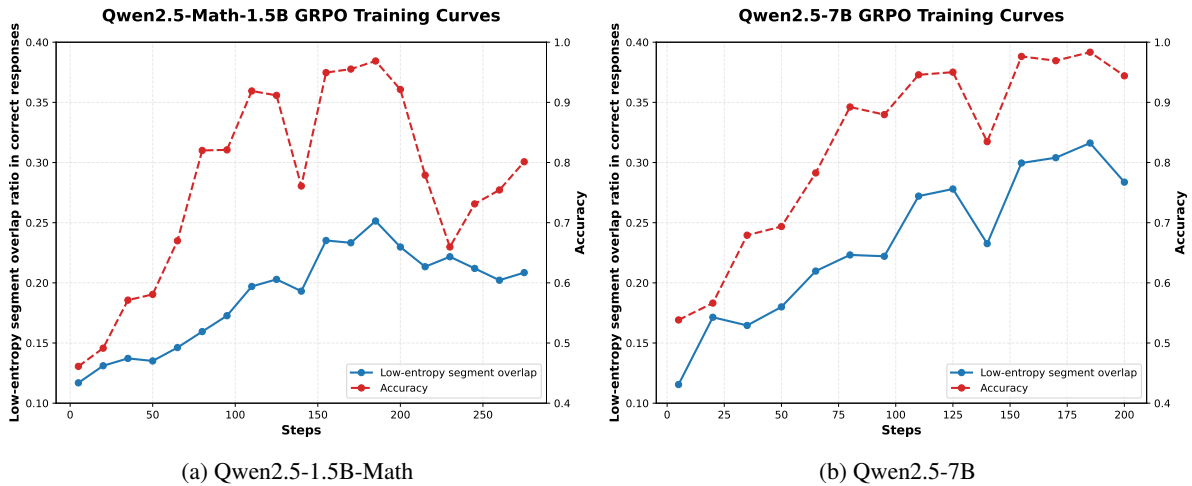 Qwen2.5-Math-1.5B GRPO Training Curves
Low-entropy segment overlap ratio in correct responses
0.40
0.35
0.30
0.25
0.20
0.15
0.10
1.0
0.9
0.8
0.7
0.6
0.5
0.4
Accuracy
Low-entropy segment overlap
Accuracy
0 50 100 150 200 250
Steps
(a) Qwen2.5-1.5B-Math
Qwen2.5-7B GRPO Training Curves
Low-entropy segment overlap ratio in correct responses
0.40
0.35
0.30
0.25
0.20
0.15
0.10
1.0
0.9
0.8
0.7
0.6
0.5
0.4
Accuracy
Low-entropy segment overlap
Accuracy
0 25 50 75 100 125 150 175 200
Steps
(b) Qwen2.5-7B